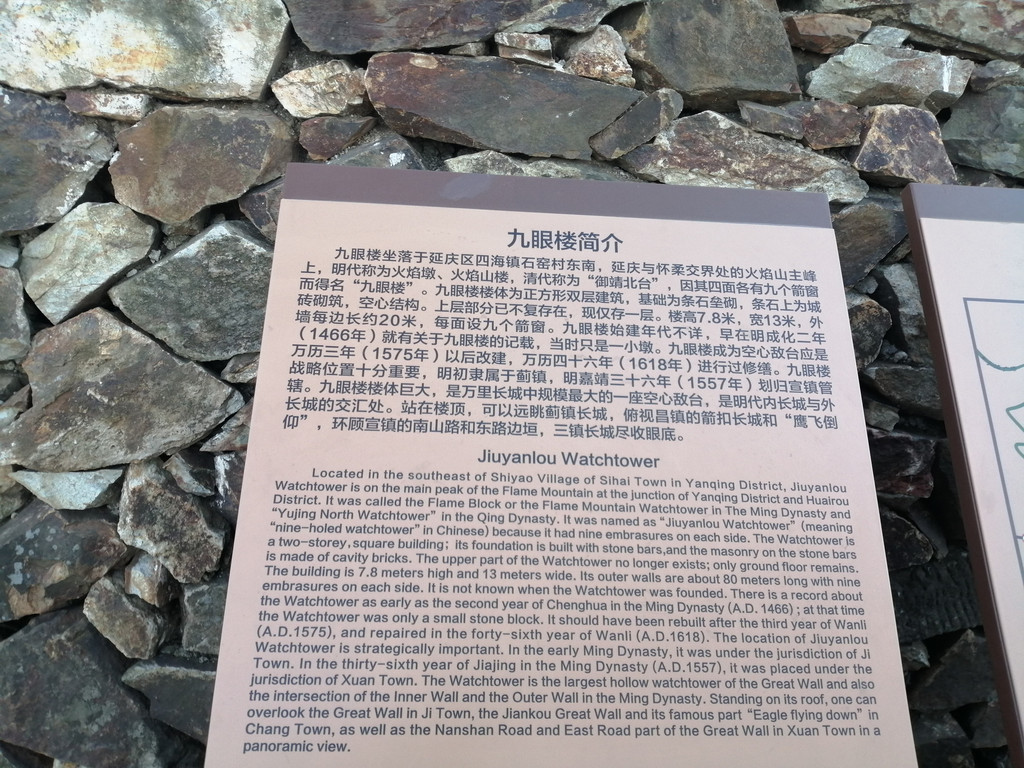 九眼楼简介
九眼楼坐落于延庆区四海镇石窑村东南，延庆与怀柔交界处的火焰山主峰
上，明代称为火焰墩、火焰山楼，清代称为“御靖北台”，因其四面各有九个箭窗
而得名“九眼楼”。九眼楼楼体为正方形双层建筑，基础为条石垒砌，条石上为城
砖砌筑，空心结构。上层部分已不复存在，现仅存一层。楼高7.8米，宽13米，外
墙每边长约20米，每面设九个箭窗。九眼楼始建年代不详，早在明成化二年
（1466年）就有关于九眼楼的记载，当时只是一小墩。九眼楼成为空心敌台应是
万历三年（1575年）以后改建，万历四十六年（1618年）进行过修缮。九眼楼
战略位置十分重要，明初隶属于蓟镇，明嘉靖三十六年（1557年）划归宣镇管
辖。九眼楼楼体巨大，是万里长城中规模最大的一座空心敌台，是明代内长城与外
长城的交汇处。站在楼顶，可以远眺蓟镇长城，俯视昌镇的箭扣长城和“鹰飞倒
仰”，环顾宣镇的南山路和东路边垣，三镇长城尽收眼底。
Jiuyanlou Watchtower
Located in the southeast of Shiyao Village of Sihai Town in Yanqing District, Jiuyanlou
Watchtower is on the main peak of the Flame Mountain at the junction of Yanqing District and Huairou
District. It was called the Flame Block or the Flame Mountain Watchtower in The Ming Dynasty and
“Yujing North Watchtower” in the Qing Dynasty. It was named as “Jiuyanlou Watchtower” (meaning
“nine-holed watchtower” in Chinese) because it had nine embrasures on each side. The Watchtower is
a two-storey, square building; its foundation is built with stone bars,and the masonry on the stone bars
is made of cavity bricks. The upper part of the Watchtower no longer exists; only ground floor remains.
The building is 7.8 meters high and 13 meters wide. Its outer walls are about 80 meters long with nine
embrasures on each side. It is not known when the Watchtower was founded. There is a record about
the Watchtower as early as the second year of Chenghua in the Ming Dynasty (A.D. 1466); at that time
the Watchtower was only a small stone block. It should have been rebuilt after the third year of Wanli
(A.D.1575), and repaired in the forty-sixth year of Wanli (A.D.1618). The location of Jiuyanlou
Watchtower is strategically important. In the early Ming Dynasty, it was under the jurisdiction of Ji
Town. In the thirty-sixth year of Jiajing in the Ming Dynasty (A.D.1557), it was placed under the
jurisdiction of Xuan Town. The Watchtower is the largest hollow watchtower of the Great Wall and also
the intersection of the Inner Wall and the Outer Wall in the Ming Dynasty. Standing on its roof, one can
overlook the Great Wall in Ji Town, the Jiankou Great Wall and its famous part “Eagle flying down” in
Chang Town, as well as the Nanshan Road and East Road part of the Great Wall in Xuan Town in a
panoramic view.